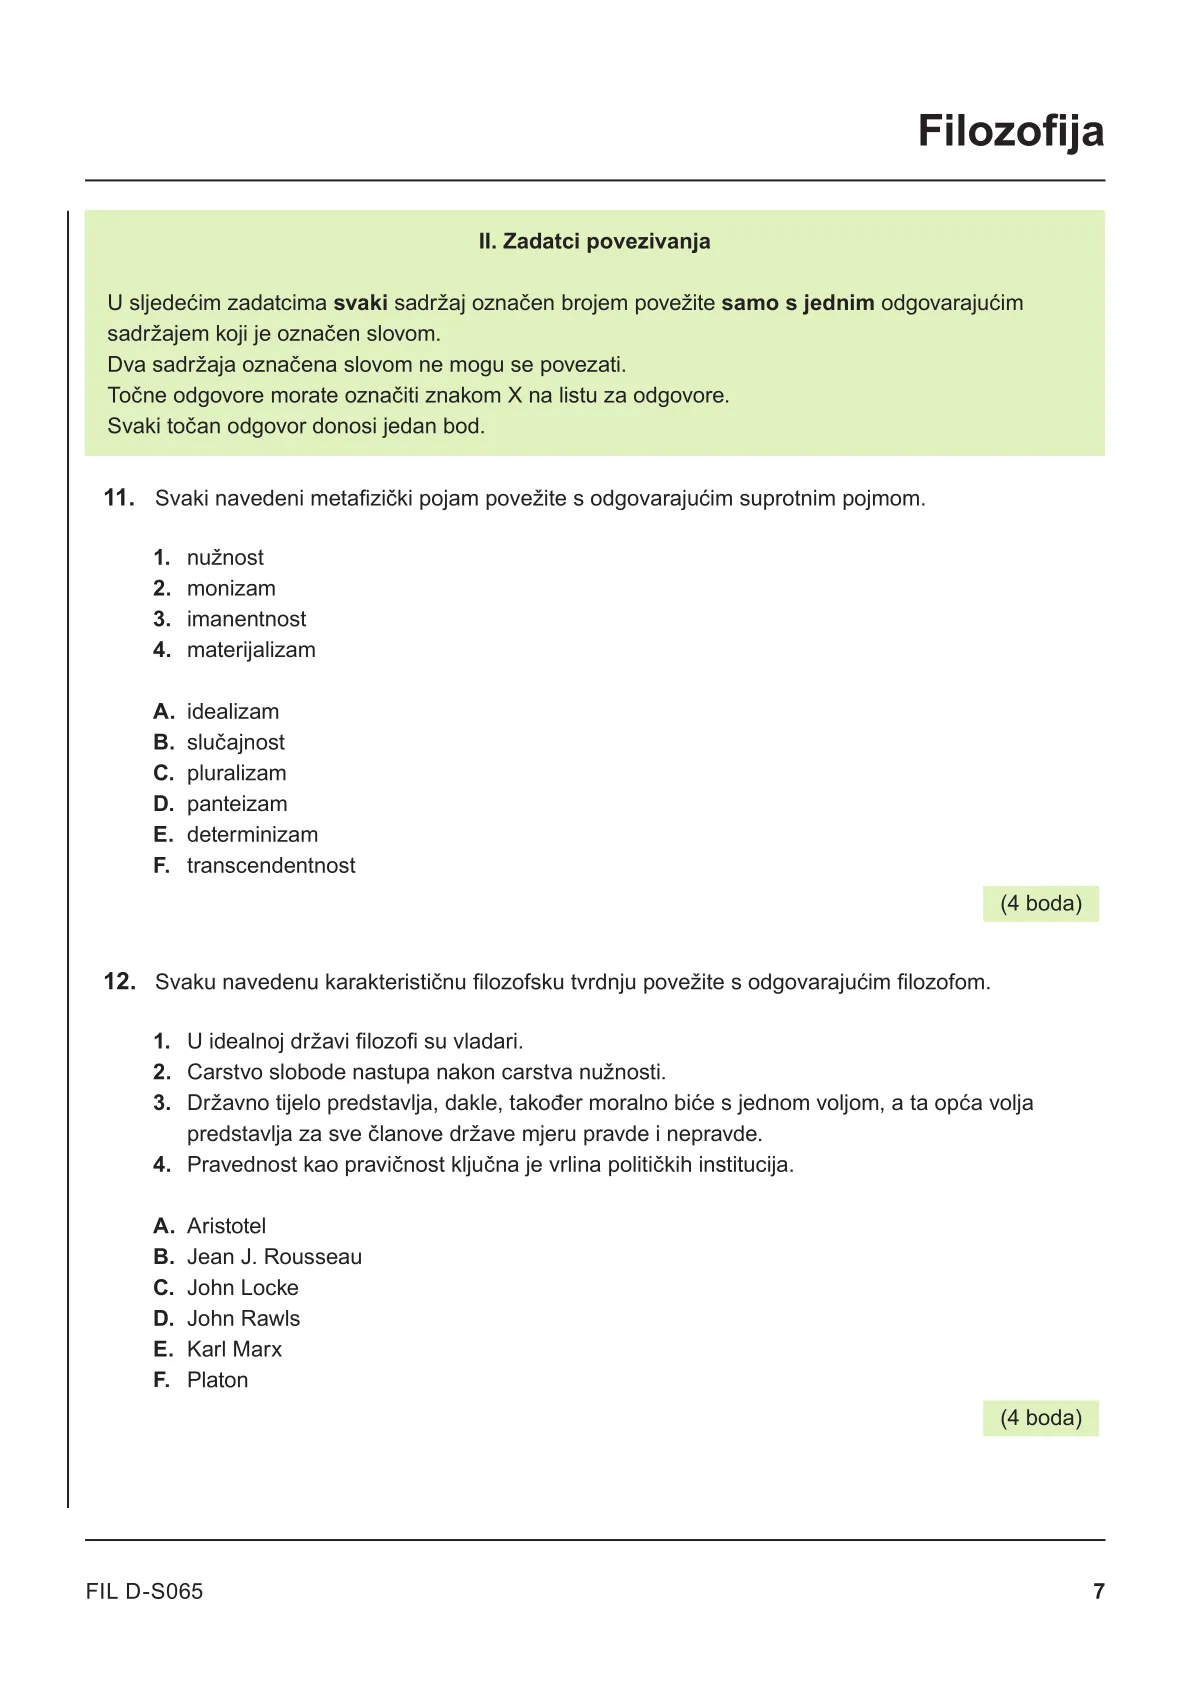 Filozofija
II. Zadatci povezivanja
U sljedećim zadatcima svaki sadržaj označen brojem povežite samo s jednim odgovarajućim
sadržajem koji je označen slovom.
Dva sadržaja označena slovom ne mogu se povezati.
Točne odgovore morate označiti znakom X na listu za odgovore.
Svaki točan odgovor donosi jedan bod.
11. Svaki navedeni metafizički pojam povežite s odgovarajućim suprotnim pojmom.
1. nužnost
2. monizam
3. imanentnost
4. materijalizam
A. idealizam
B. slučajnost
C. pluralizam
D. panteizam
E. determinizam
F. transcendentnost
(4 boda)
12. Svaku navedenu karakterističnu filozofsku tvrdnju povežite s odgovarajućim filozofom.
1. U idealnoj državi filozofi su vladari.
2. Carstvo slobode nastupa nakon carstva nužnosti.
3. Državno tijelo predstavlja, dakle, također moralno biće s jednom voljom, a ta opća volja
predstavlja za sve članove države mjeru pravde i nepravde.
4. Pravednost kao pravičnost ključna je vrlina političkih institucija.
A. Aristotel
B. Jean J. Rousseau
C. John Locke
D. John Rawls
E. Karl Marx
F. Platon
(4 boda)
FIL D-S065
7